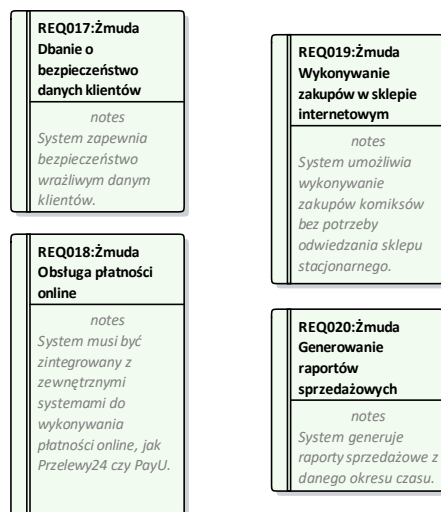 REQ017:Żmuda
Dbanie o
bezpieczeństwo
danych klientów
notes
System zapewnia
bezpieczeństwo
wrażliwym danym
klientów.
REQ018:Żmuda
Obsługa płatności
online
notes
System musi być
zintegrowany z
zewnętrznymi
systemami do
wykonywania
płatności online, jak
Przelewy24 czy PayU.
REQ019:Żmuda
Wykonywanie
zakupów w sklepie
internetowym
notes
System umożliwia
wykonywanie
zakupów komiksów
bez potrzeby
odwiedzania sklepu
stacjonarnego.
REQ020:Żmuda
Generowanie
raportów
sprzedażowych
notes
System generuje
raporty sprzedażowe z
danego okresu czasu.